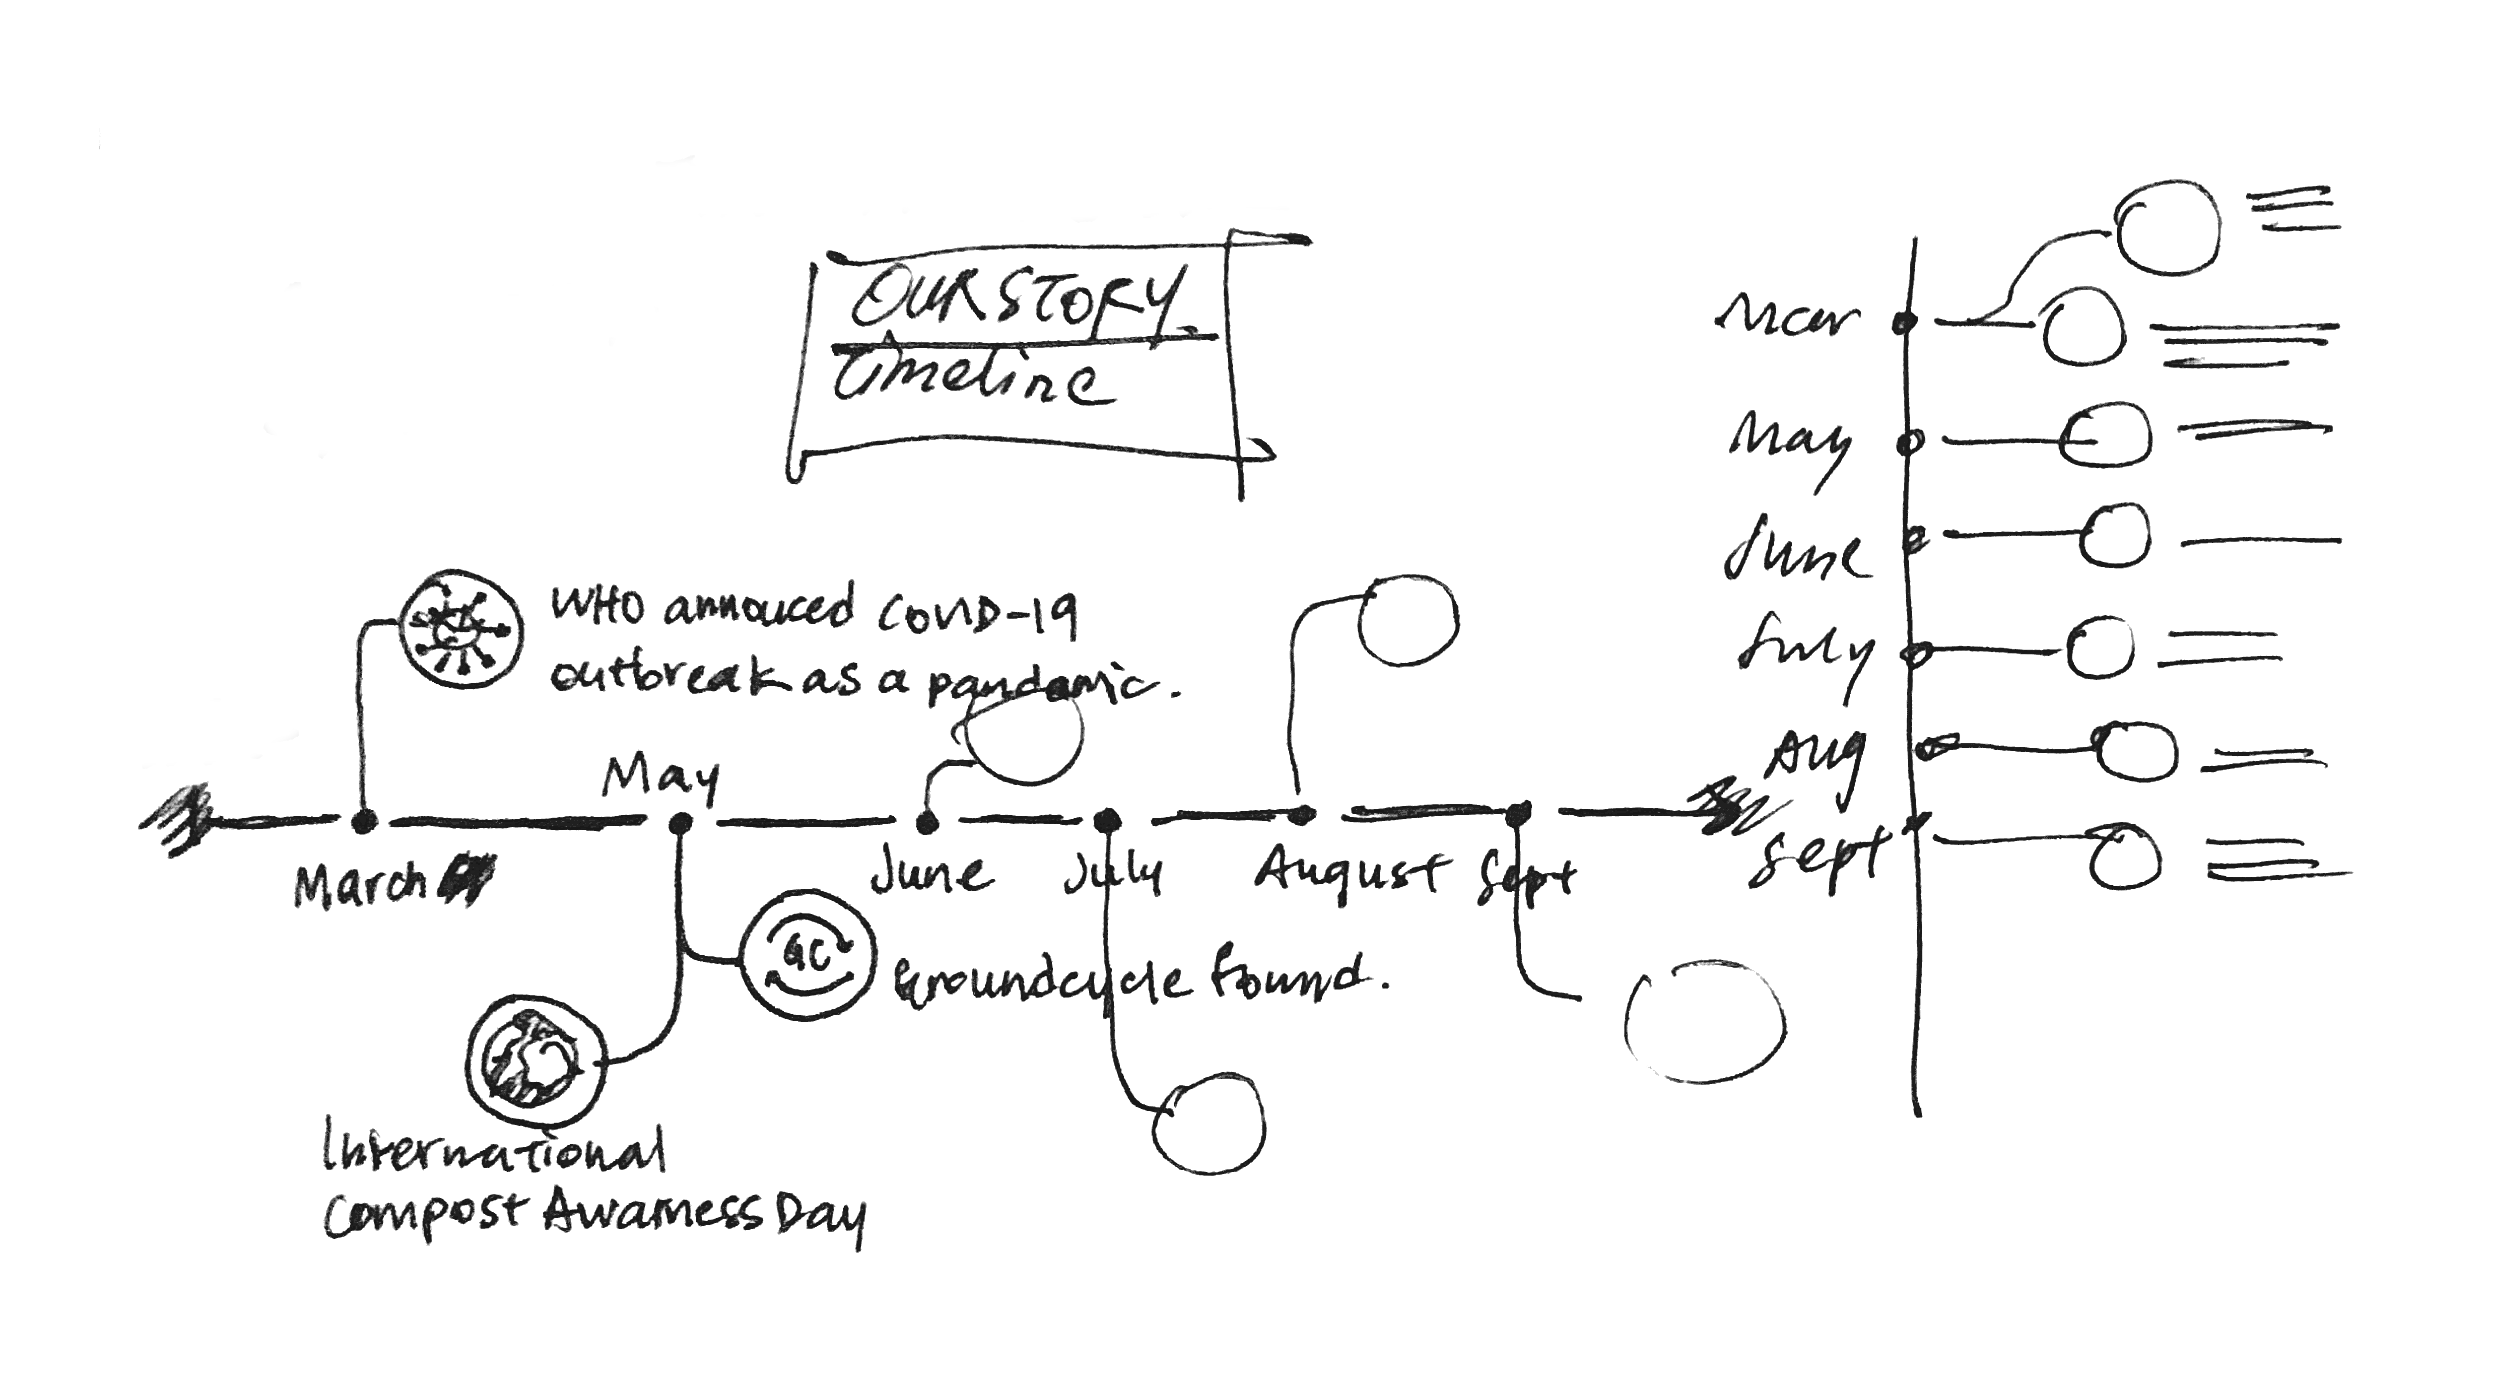 OUR STORY
Timeline
WHO annouced COVID-19
outbreak as a pandemic.
May
March
June
July
August
Sept
GC
Groundcycle found.
International
Compost Awarness Day
Mar
May
June
July
Aug
Sept